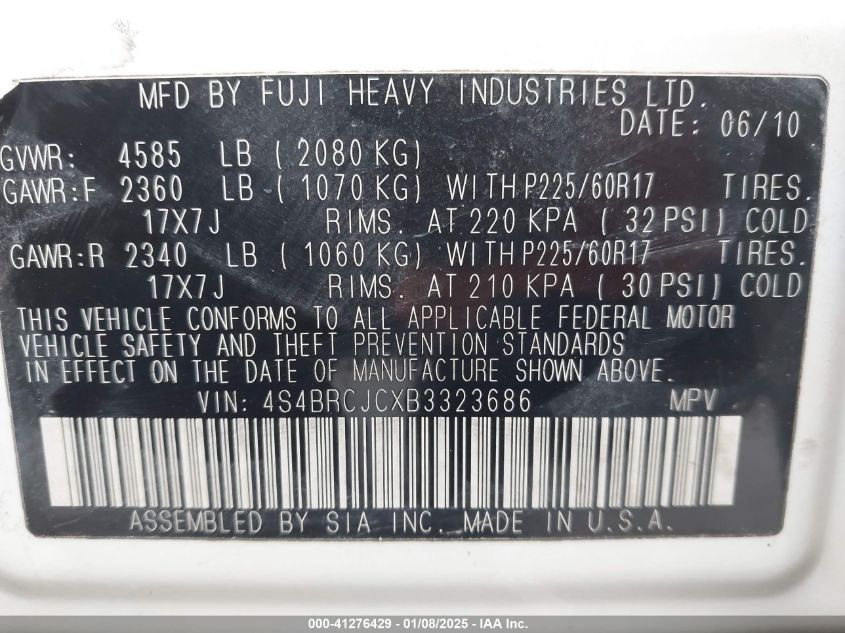 MFD BY FUJI HEAVY INDUSTRIES LTD.
DATE: 06/10
GVWR: 4585 LB ( 2080 KG)
GAWR:F 2360 LB ( 1070 KG) WITH P225/60R17 TIRES.
17X7J RIMS. AT 220 KPA ( 32 PSI) COLD
GAWR:R 2340 LB ( 1060 KG) WITH P225/60R17 TIRES.
17X7J RIMS. AT 210 KPA ( 30 PSI) COLD
THIS VEHICLE CONFORMS TO ALL APPLICABLE FEDERAL MOTOR
VEHICLE SAFETY AND THEFT PREVENTION STANDARDS
IN EFFECT ON THE DATE OF MANUFACTURE SHOWN ABOVE.
VIN: 4S4BRCJCXB3323686 MPV
ASSEMBLED BY SIA INC. MADE IN U.S.A.
000-41276429 - 01/08/2025 - IAA Inc.